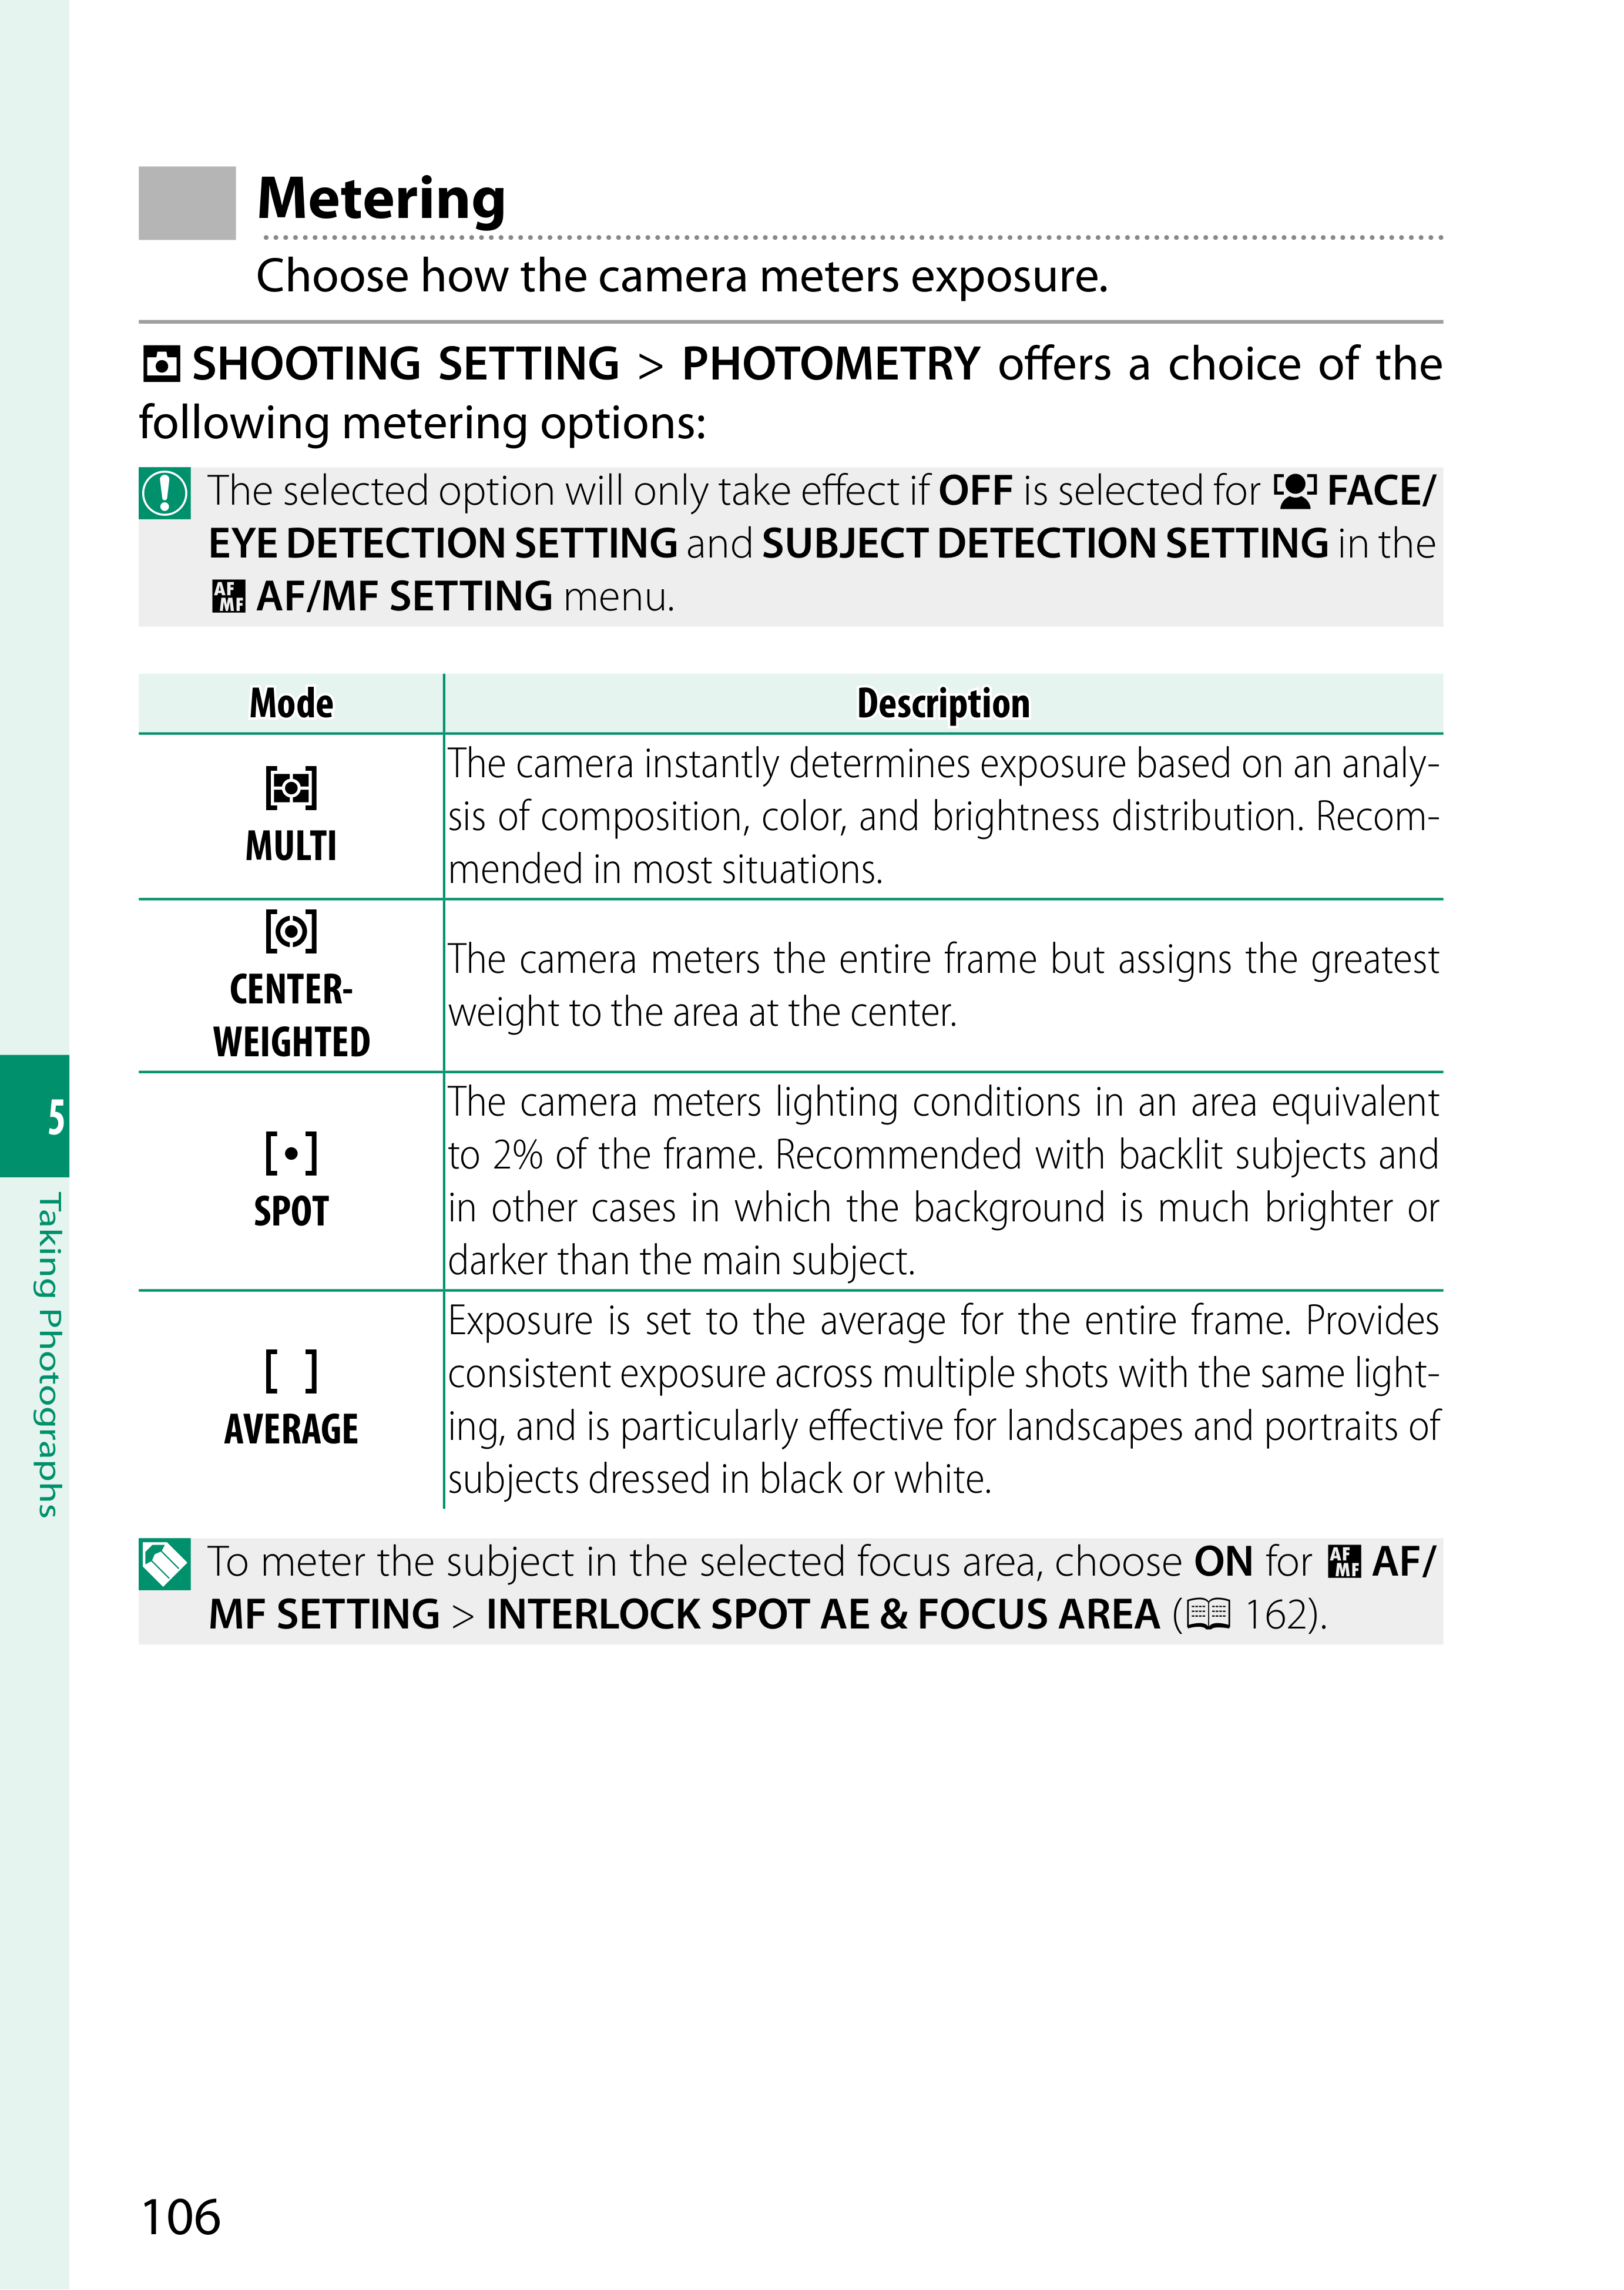 Metering
Choose how the camera meters exposure.
SHOOTING SETTING > PHOTOMETRY offers a choice of the
following metering options:
The selected option will only take effect if OFF is selected for FACE/
EYE DETECTION SETTING and SUBJECT DETECTION SETTING in the
AF/MF SETTING menu.
Mode Description
MULTI
The camera instantly determines exposure based on an analy-
sis of composition, color, and brightness distribution. Recom-
mended in most situations.
CENTER-
WEIGHTED
The camera meters the entire frame but assigns the greatest
weight to the area at the center.
SPOT
The camera meters lighting conditions in an area equivalent
to 2% of the frame. Recommended with backlit subjects and
in other cases in which the background is much brighter or
darker than the main subject.
AVERAGE
Exposure is set to the average for the entire frame. Provides
consistent exposure across multiple shots with the same light-
ing, and is particularly effective for landscapes and portraits of
subjects dressed in black or white.
To meter the subject in the selected focus area, choose ON for AF/
MF SETTING > INTERLOCK SPOT AE & FOCUS AREA (162).
5
Taking Photographs
106